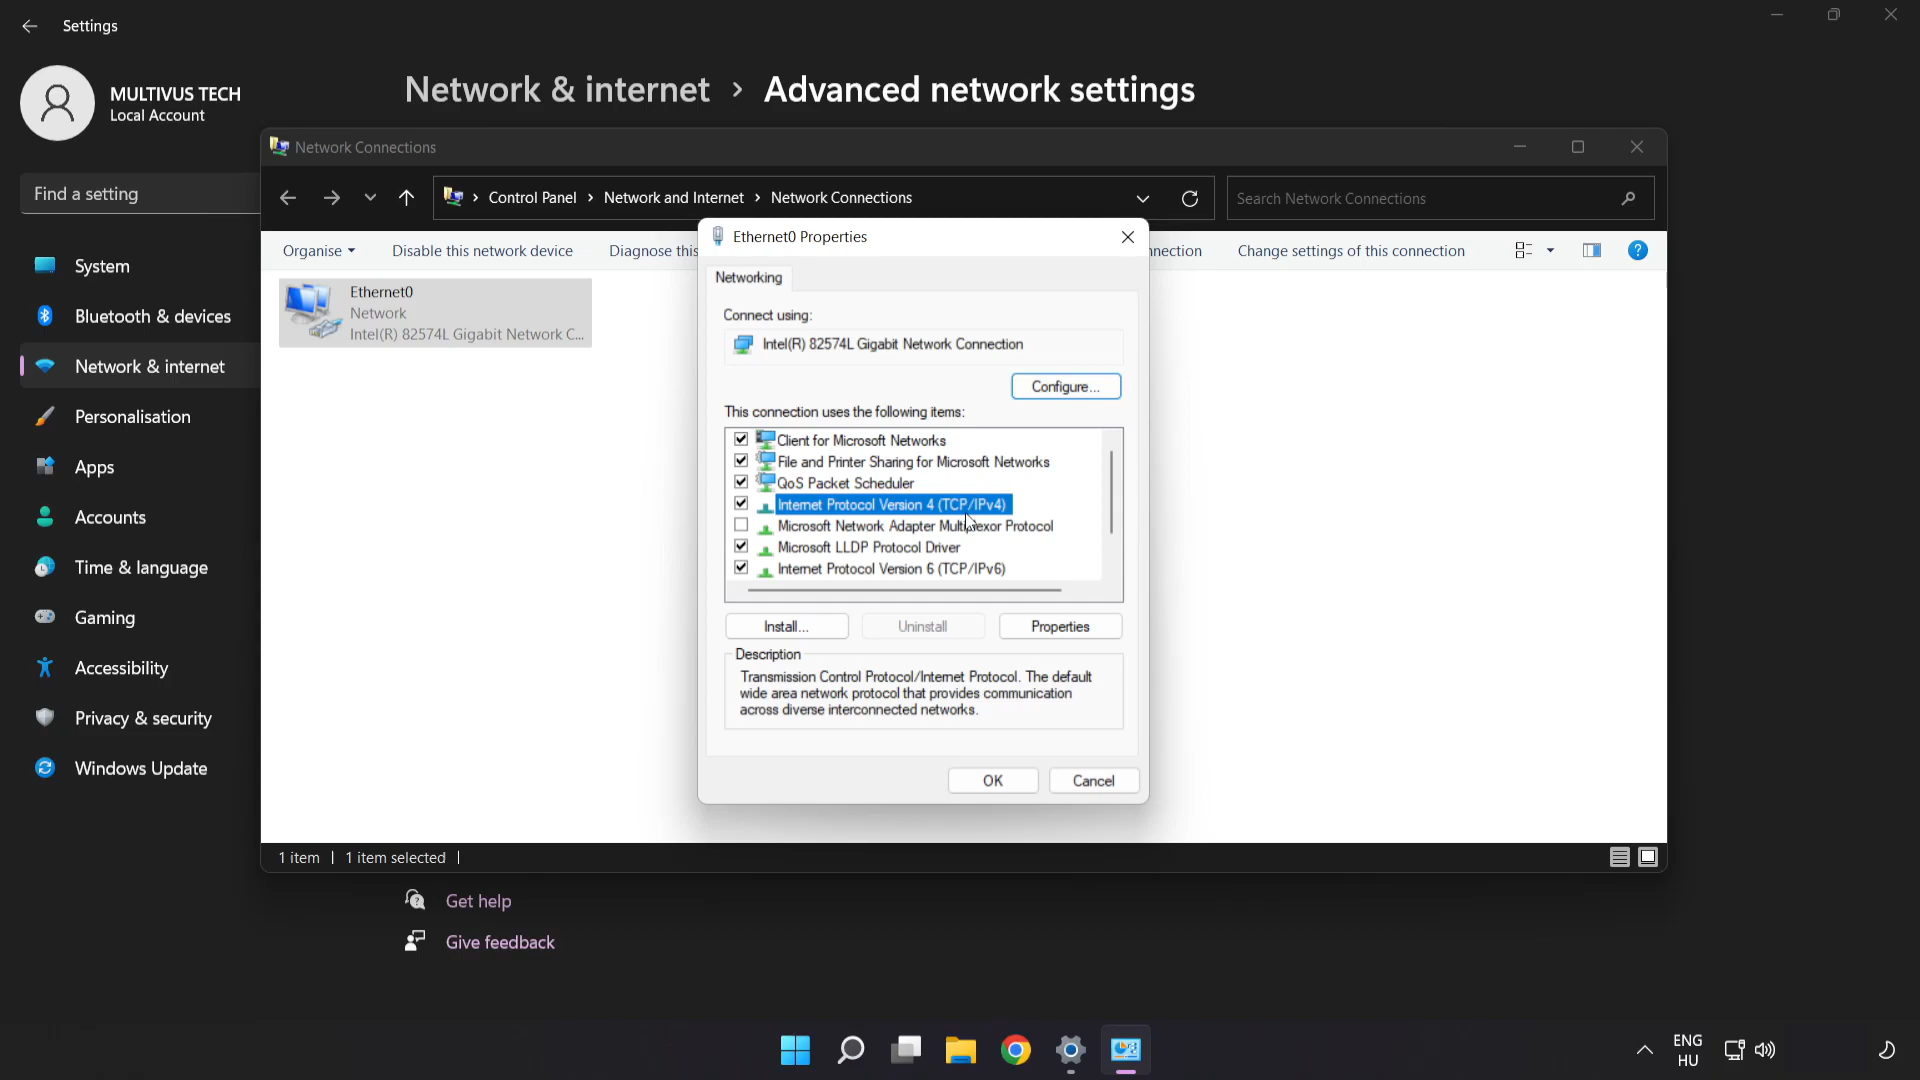 Settings
MULTIVUS TECH
Local Account
Find a setting
System
Bluetooth & devices
Network & internet
Personalisation
Apps
Accounts
Time & language
Gaming
Accessibility
Privacy & security
Windows Update
Network & internet › Advanced network settings
Network Connections
Control Panel › Network and Internet › Network Connections
Search Network Connections
Organise
Disable this network device
Diagnose this
nnection
Change settings of this connection
Ethernet0
Network
Intel(R) 82574L Gigabit Network C...
Ethernet0 Properties
Networking
Connect using:
Intel(R) 82574L Gigabit Network Connection
Configure...
This connection uses the following items:
Client for Microsoft Networks
File and Printer Sharing for Microsoft Networks
QoS Packet Scheduler
Internet Protocol Version 4 (TCP/IPv4)
Microsoft Network Adapter Multiplexor Protocol
Microsoft LLDP Protocol Driver
Internet Protocol Version 6 (TCP/IPv6)
Install...
Uninstall
Properties
Description
Transmission Control Protocol/Internet Protocol. The default
wide area network protocol that provides communication
across diverse interconnected networks.
OK
Cancel
1 item
1 item selected
Get help
Give feedback
ENG
HU